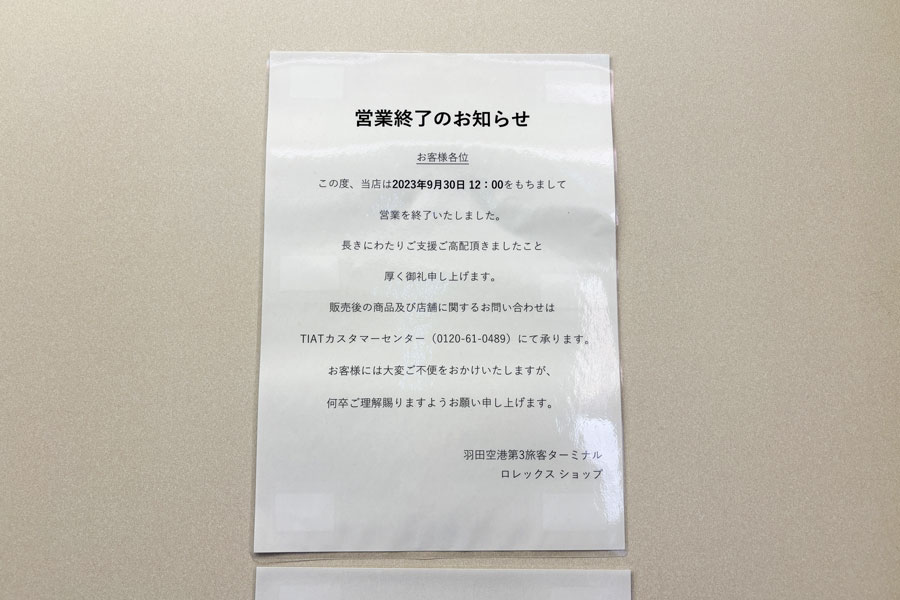 営業終了のお知らせ
お客様各位
この度、当店は2023年9月30日 12：00をもちまして
営業を終了いたしました。
長きにわたりご支援ご高配頂きましたこと
厚く御礼申し上げます。
販売後の商品及び店舗に関するお問い合わせは
TIATカスタマーセンター（0120-61-0489）にて承ります。
お客様には大変ご不便をおかけいたしますが、
何卒ご理解賜りますようお願い申し上げます。
羽田空港第3旅客ターミナル
ロレックス ショップ